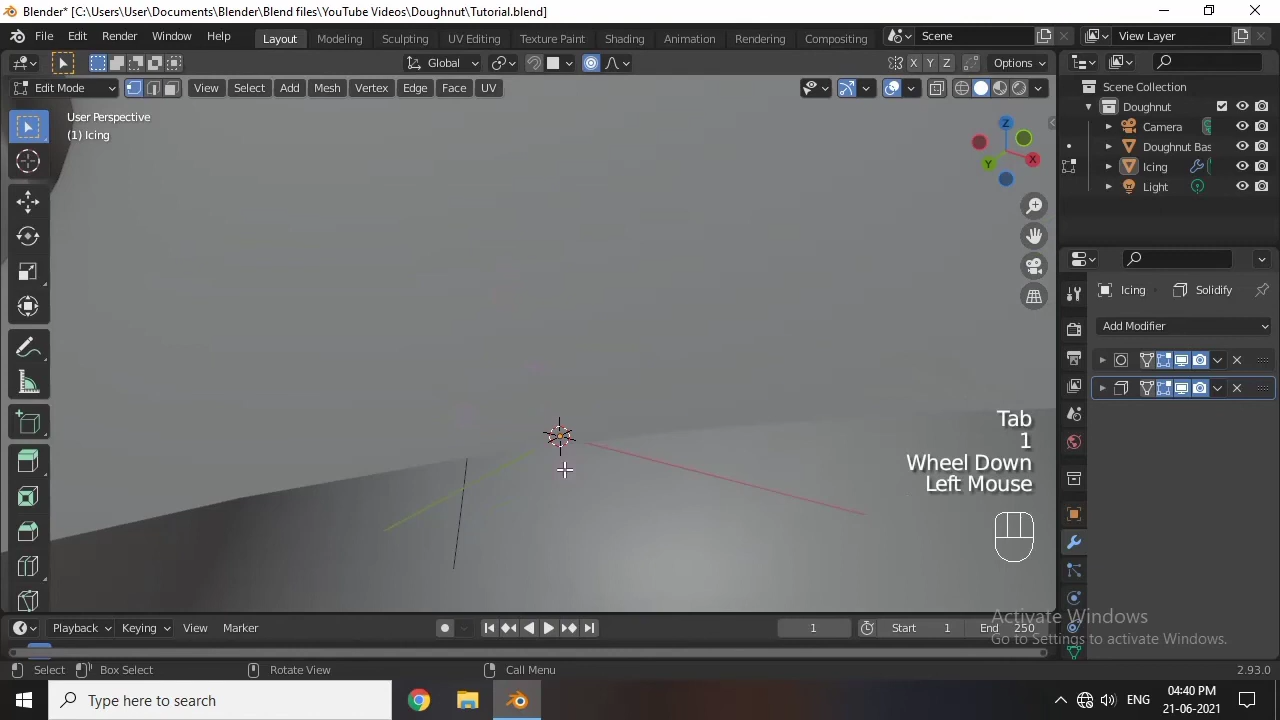 Blender* [C:\Users\User\Documents\Blender\Blend files\YouTube Videos\Doughnut\Tutorial.blend]
File Edit Render Window Help Layout Modeling Sculpting UV Editing Texture Paint Shading Animation Rendering Compositing Scene View Layer
Global X Y Z Options
Edit Mode View Select Add Mesh Vertex Edge Face UV
Scene Collection
Doughnut
Camera
Doughnut Bas
Icing
Light
User Perspective
(1) Icing
Z
X
Y
Icing Solidify
Add Modifier
Tab
1
Wheel Down
Left Mouse
Activate Windows
Go to Settings to activate Windows.
Playback Keying View Marker 1 Start 1 End 250
Select Box Select Rotate View Call Menu 2.93.0
Type here to search
ENG
04:40 PM
21-06-2021